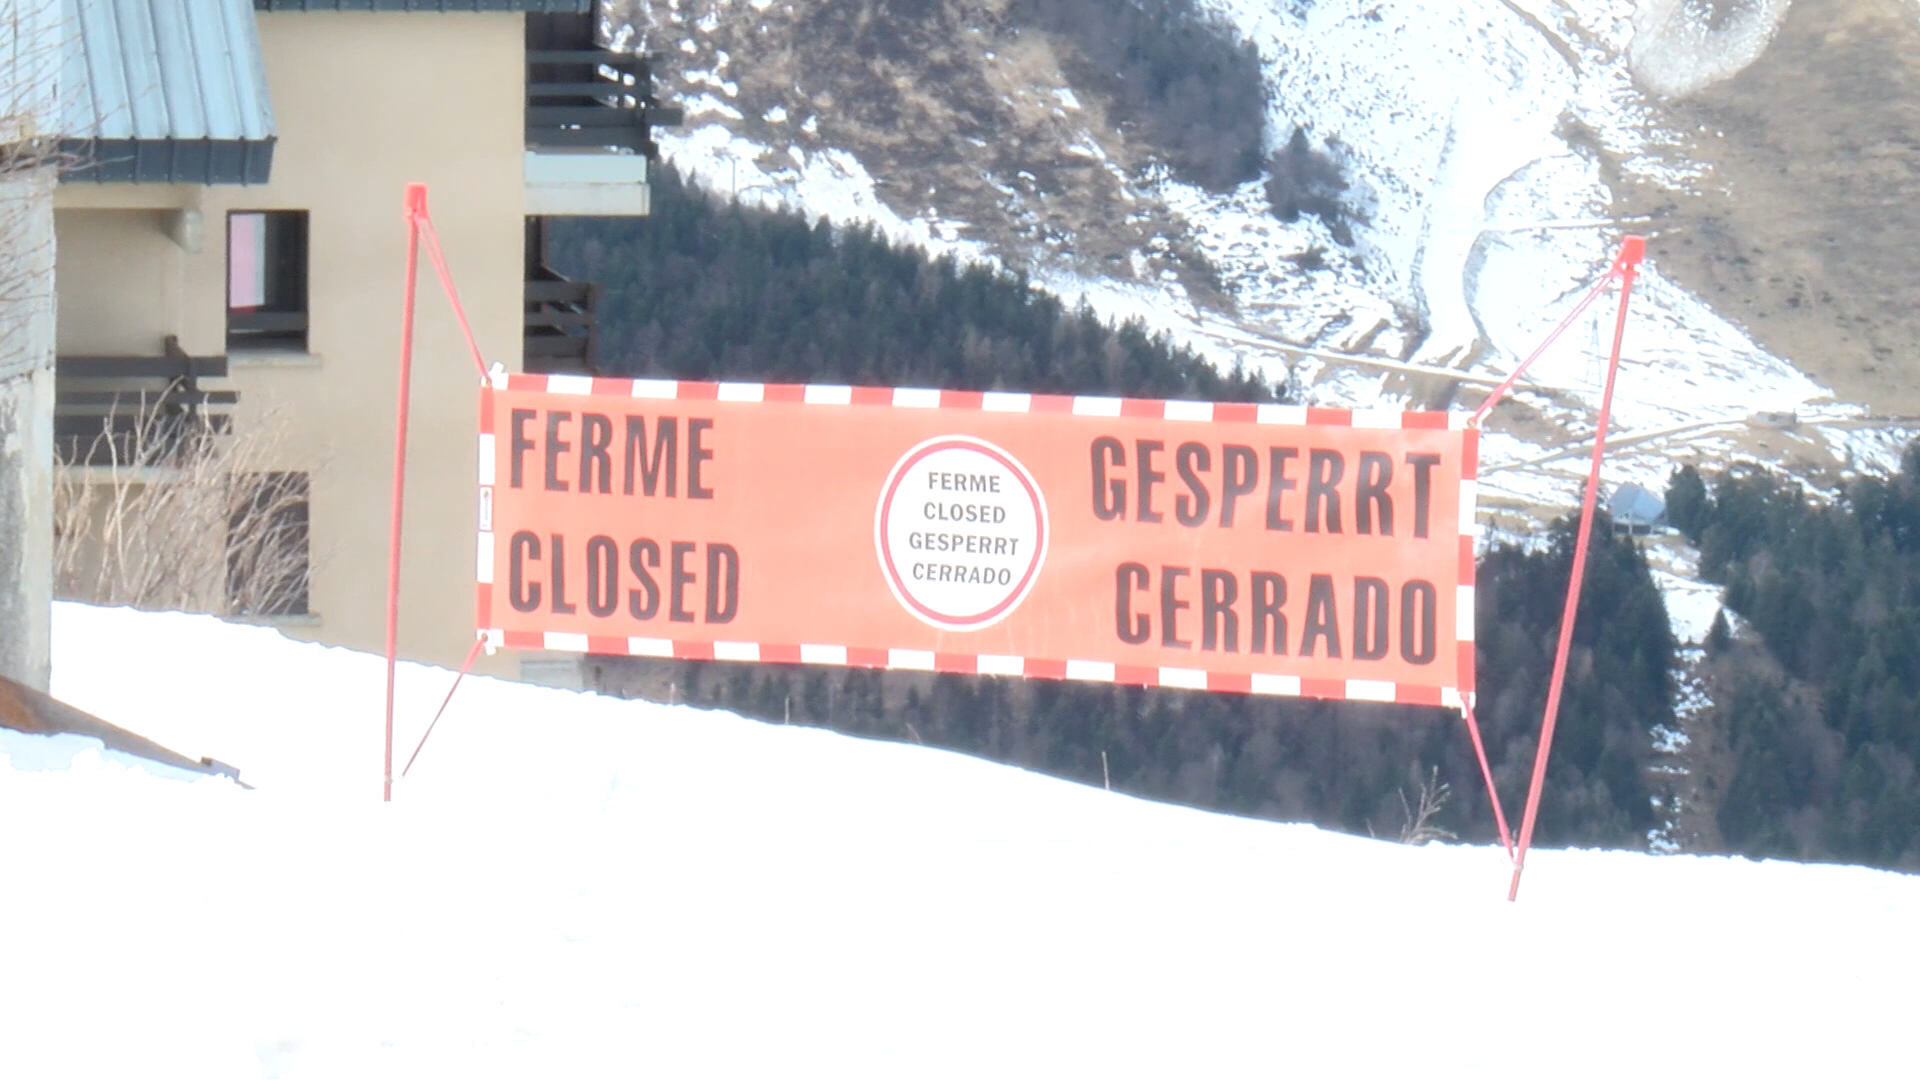 FERME
CLOSED
FERME
CLOSED
GESPERRT
CERRADO
GESPERRT
CERRADO